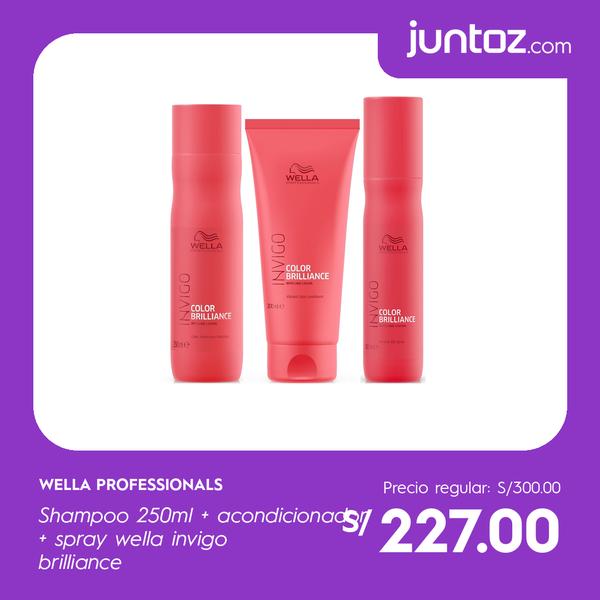 juntoz.com
WELLA
INVIGO
COLOR
BRILLIANCE
WELLA
INVIGO
COLOR
BRILLIANCE
WELLA
INVIGO
COLOR
BRILLIANCE
WELLA PROFESSIONALS
Precio regular: S/300.00
Shampoo 250ml + acondicionador
+ spray wella invigo
brilliance
S/ 227.00